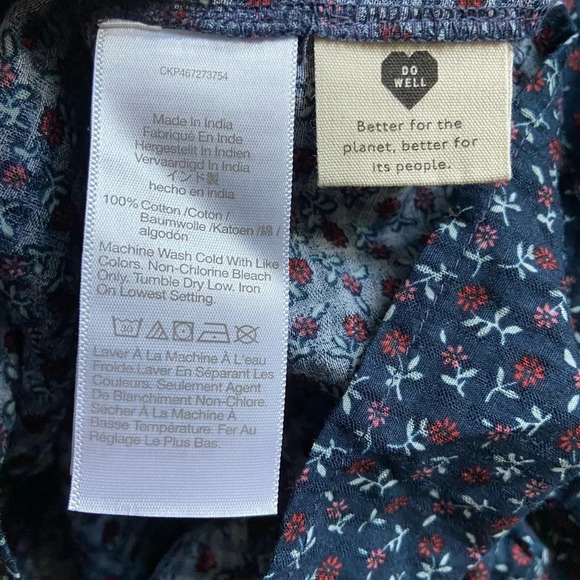 CKP467273754
Made In India
Fabriqué En Inde
Hergestellt In Indien
Vervaardigd In India
インド製
hecho en india
100% Cotton /Coton /
Baumwolle /Katoen /綿 /
algodón
Machine Wash Cold With Like
Colors. Non-Chlorine Bleach
Only. Tumble Dry Low. Iron
On Lowest Setting.
Laver À La Machine À L'eau
Froide Laver En Séparant Les
Couleurs. Seulement Agent
De Blanchiment Non-Chlore.
Sècher À La Machine À
Basse Température. Fer Au
Réglage Le Plus Bas.
DO
WELL
Better for the
planet, better for
its people.